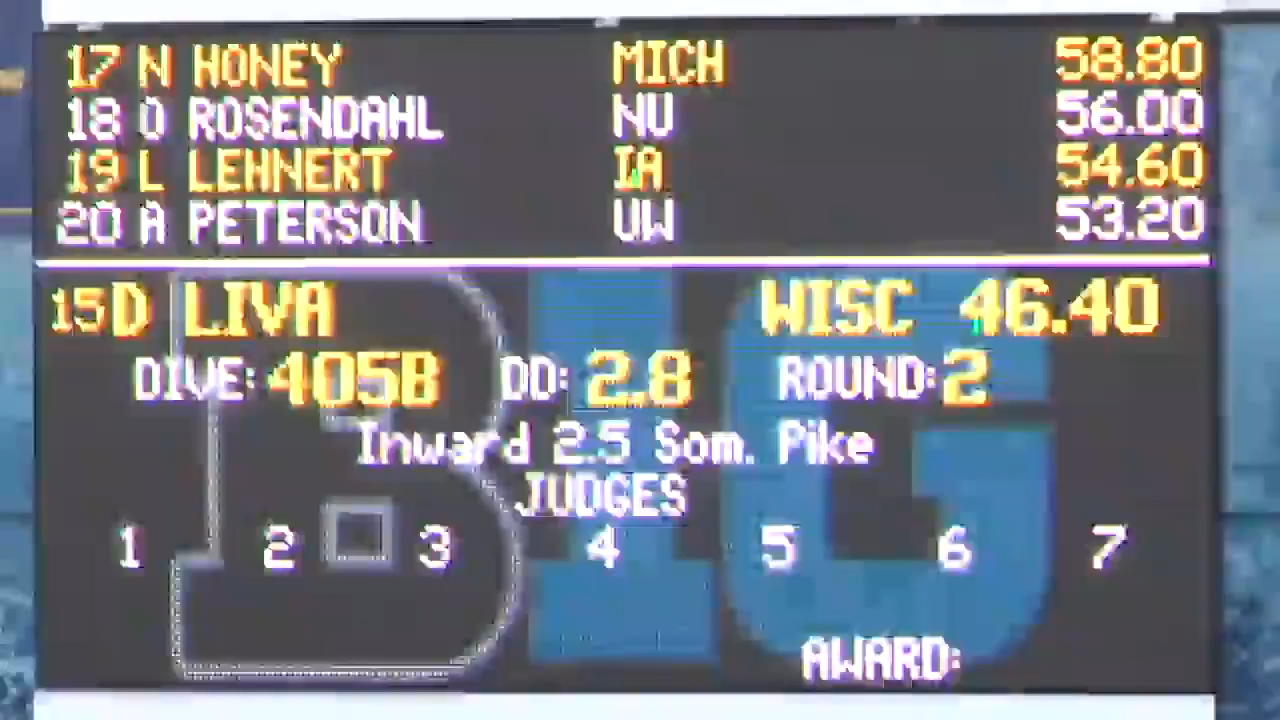 17 N HONEY MICH 58.80
18 O ROSENDAHL NU 56.00
19 L LEHNERT IA 54.60
20 A PETERSON UW 53.20
15 D LIVA WISC 46.40
DIVE: 405B DD: 2.8 ROUND: 2
Inward 2.5 Som. Pike
JUDGES
1 2 3 4 5 6 7
AWARD:
B1G